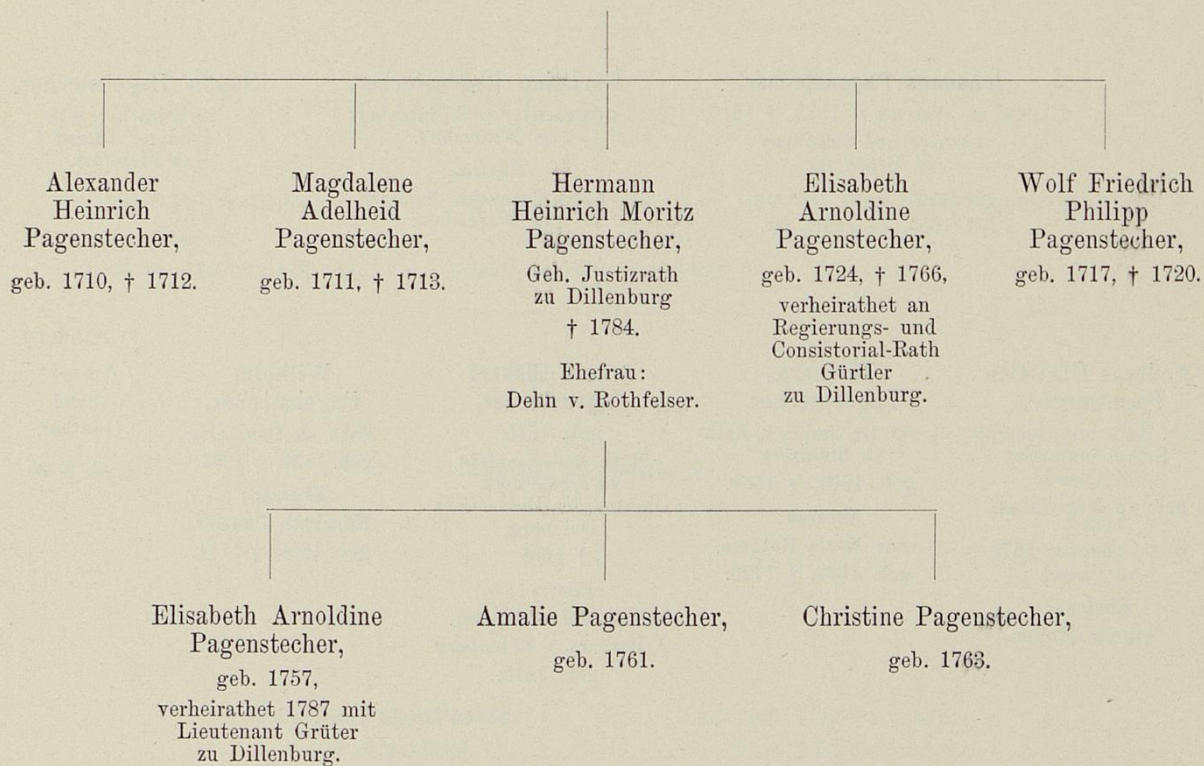 Alexander
Heinrich
Pagenstecher,
geb. 1710, † 1712.
Magdalene
Adelheid
Pagenstecher,
geb. 1711, † 1713.
Hermann
Heinrich Moritz
Pagenstecher,
Geh. Justizrath
zu Dillenburg
† 1784.
Ehefrau:
Dehn v. Rothfelser.
Elisabeth
Arnoldine
Pagenstecher,
geb. 1724, † 1766,
verheirathet an
Regierungs- und
Consistorial-Rath
Gürtler
zu Dillenburg.
Wolf Friedrich
Philipp
Pagenstecher,
geb. 1717, † 1720.
Elisabeth Arnoldine
Pagenstecher,
geb. 1757,
verheirathet 1787 mit
Lieutenant Grüter
zu Dillenburg.
Amalie Pagenstecher,
geb. 1761.
Christine Pagenstecher,
geb. 1763.